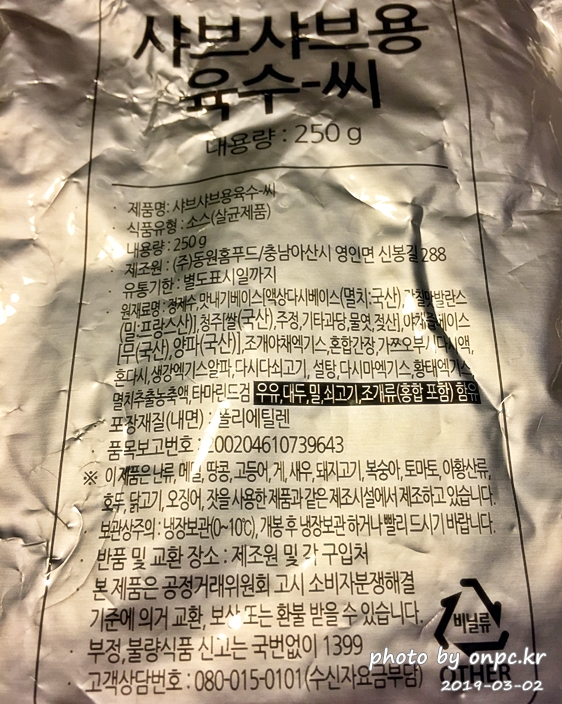 샤브샤브용
육수-씨
내용량 : 250 g
· 제품명: 샤브샤브용육수-씨
· 식품유형 : 소스(살균제품)
내용량 : 250 g
· 제조원 : (주)동원홈푸드/충남아산시 영인면 신봉길 288
· 유통기한 : 별도표시일까지
· 원재료명 : 정제수, 맛내기베이스[액상다시베이스(멸치:국산),
(밀:프랑스산)], 청주[쌀(국산), 주정, 기타과당, 물엿, 젖산],
[무(국산), 양파(국산)], 조개야채엑기스, 혼합간장, 가쯔오부시다시액,
혼다시, 생강엑기스알파, 다시다쇠고기, 설탕, 다시마엑기스, 황태엑기스,
멸치추출농축액, 타마린드검 우유,대두,밀,쇠고기,조개류(홍합 포함) 함유
포장재질(내면) : 폴리에틸렌
· 품목보고번호 : 200204610739643
※ 이 제품은 난류, 메밀, 땅콩, 고등어, 게, 새우, 돼지고기, 복숭아, 토마토, 아황산류,
호두, 닭고기, 오징어, 잣을 사용한 제품과 같은 제조시설에서 제조하고 있습니다.
· 보관상주의 : 냉장보관(0~10℃), 개봉 후 냉장보관 하거나 빨리 드시기 바랍니다.
· 반품 및 교환 장소 : 제조원 및 각 구입처
· 본 제품은 공정거래위원회 고시 소비자분쟁해결
기준에 의거 교환, 보상 또는 환불 받을 수 있습니다.
· 부정, 불량식품 신고는 국번없이 1399
· 고객상담번호 : 080-015-0101(수신자요금부담)
비닐류
OTHER
photo by onpc.kr
2019-03-02